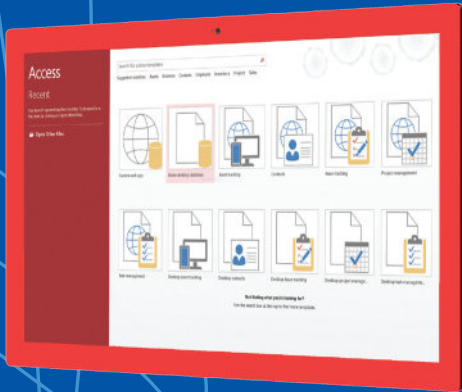 Access
Search for online templates
Suggested searches: Assets Business Contacts Employee Inventory Project Sales
Recent
Open Other Files
Custom web app
Blank desktop database
Asset tracking
Contacts
Issue tracking
Project management
Task management
Desktop asset tracking
Desktop contacts
Desktop issue tracking
Desktop project manage...
Desktop task manageme...
Not finding what you're looking for?
Use the search box at the top to find more templates.